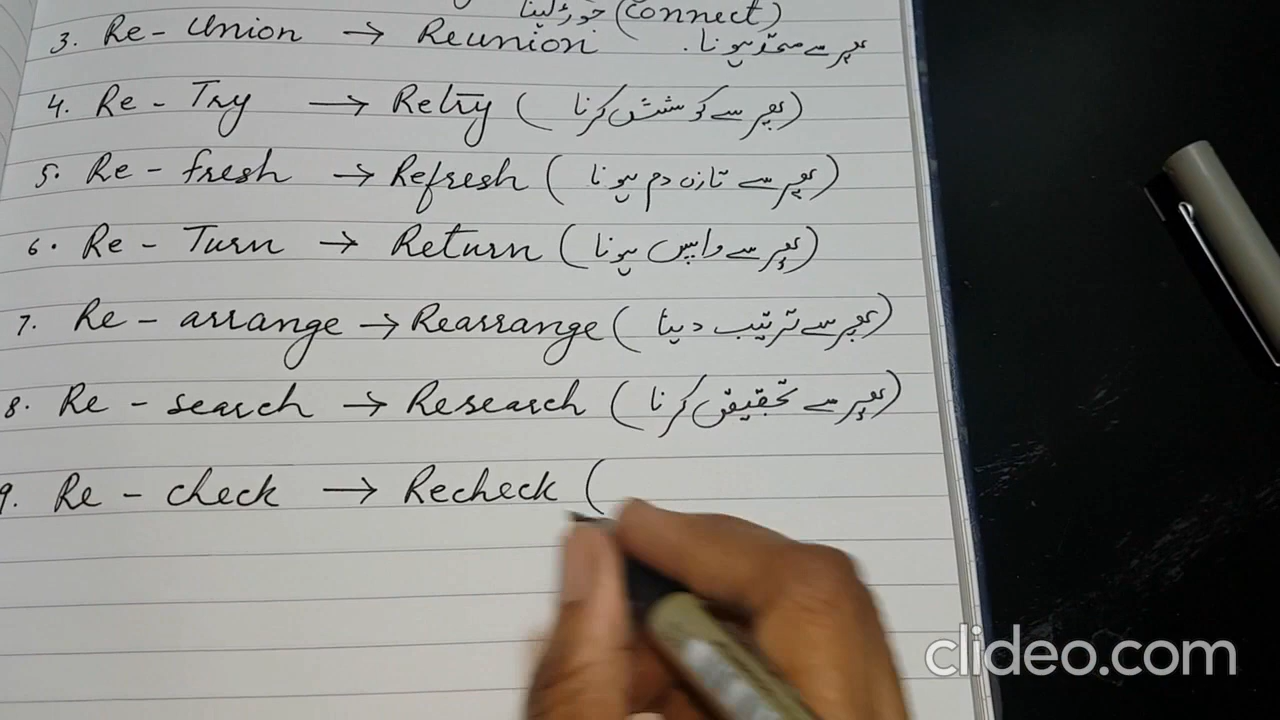 جوڑ لینا (connect)
3. Re - Union → Reunion پھر سے متحد ہونا.
4. Re - Try → Retry (پھر سے کوشش کرنا)
5. Re - fresh → Refresh (پھر سے تازہ دم ہونا)
6. Re - Turn → Return (پھر سے واپس ہونا)
7. Re - arrange → Rearrange (پھر سے ترتیب دینا)
8. Re - search → Research (پھر سے تحقیق کرنا)
9. Re - check → Recheck (
clideo.com